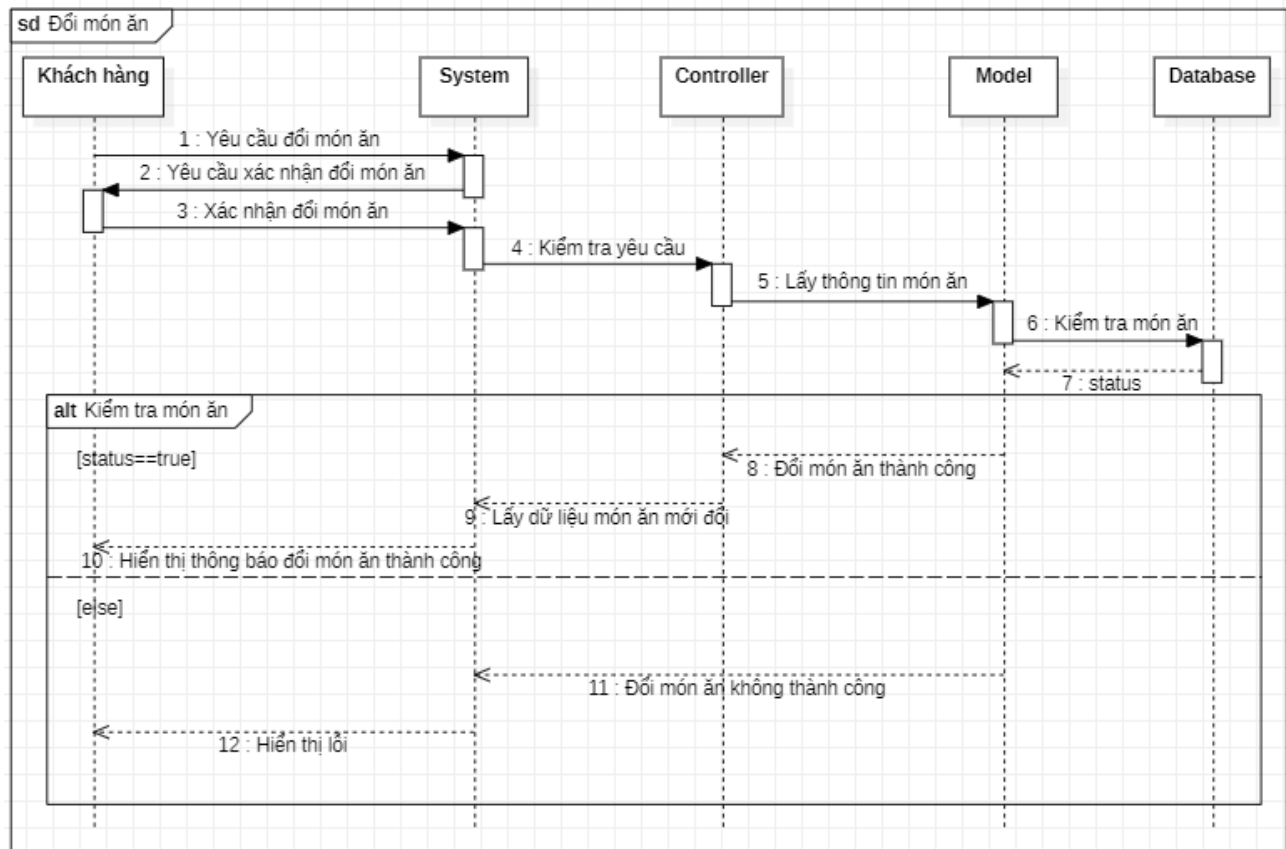 sd Đổi món ăn
Khách hàng
System
Controller
Model
Database
1 : Yêu cầu đổi món ăn
2 : Yêu cầu xác nhận đổi món ăn
3 : Xác nhận đổi món ăn
4 : Kiểm tra yêu cầu
5 : Lấy thông tin món ăn
6 : Kiểm tra món ăn
7 : status
alt Kiểm tra món ăn
[status==true]
8 : Đổi món ăn thành công
9 : Lấy dữ liệu món ăn mới đổi
10 : Hiển thị thông báo đổi món ăn thành công
[else]
11 : Đổi món ăn không thành công
12 : Hiển thị lỗi